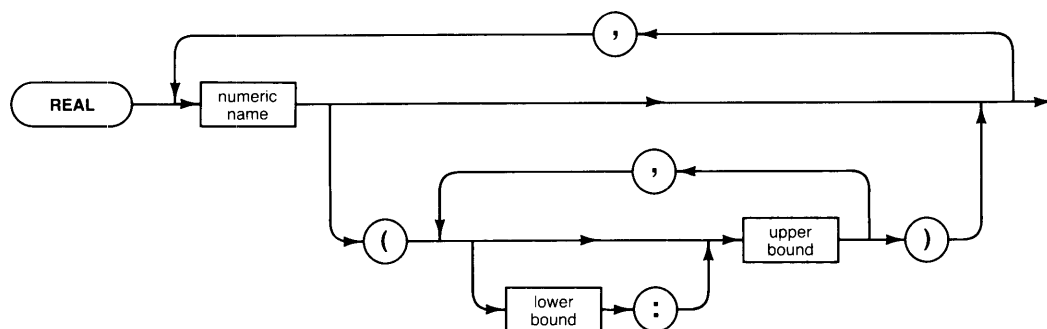 ,
REAL
numeric
name
,
(
upper
bound
)
lower
bound
: